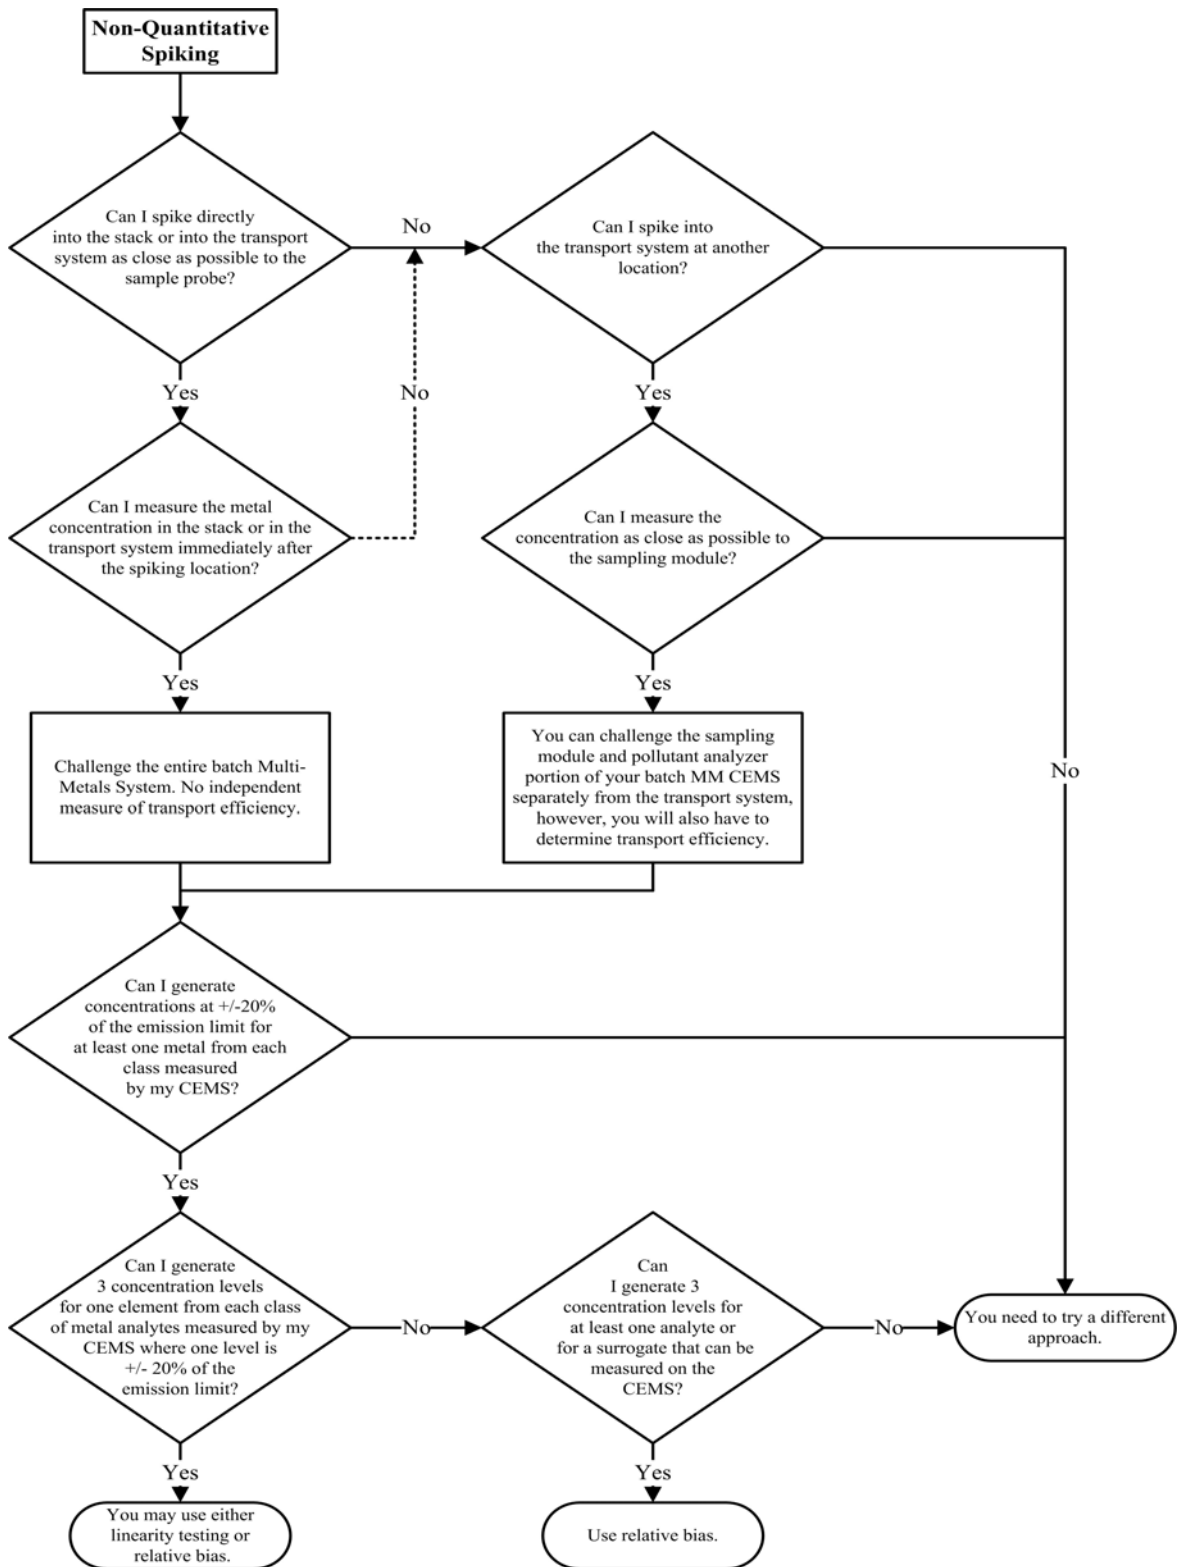 Non-Quantitative
Spiking
Can I spike directly
into the stack or into the transport
system as close as possible to the
sample probe?
No
Can I spike into
the transport system at another
location?
Yes
No
Yes
Can I measure the metal
concentration in the stack or in the
transport system immediately after
the spiking location?
Can I measure the
concentration as close as possible to
the sampling module?
Yes
Yes
Challenge the entire batch Multi-
Metals System. No independent
measure of transport efficiency.
You can challenge the sampling
module and pollutant analyzer
portion of your batch MM CEMS
separately from the transport system,
however, you will also have to
determine transport efficiency.
No
Can I generate
concentrations at +/-20%
of the emission limit for
at least one metal from each
class measured
by my CEMS?
Yes
Can I generate
3 concentration levels
for one element from each class
of metal analytes measured by my
CEMS where one level is
+/- 20% of the
emission limit?
No
Can
I generate 3
concentration levels for
at least one analyte or
for a surrogate that can be
measured on the
CEMS?
No
You need to try a different
approach.
Yes
Yes
You may use either
linearity testing or
relative bias.
Use relative bias.